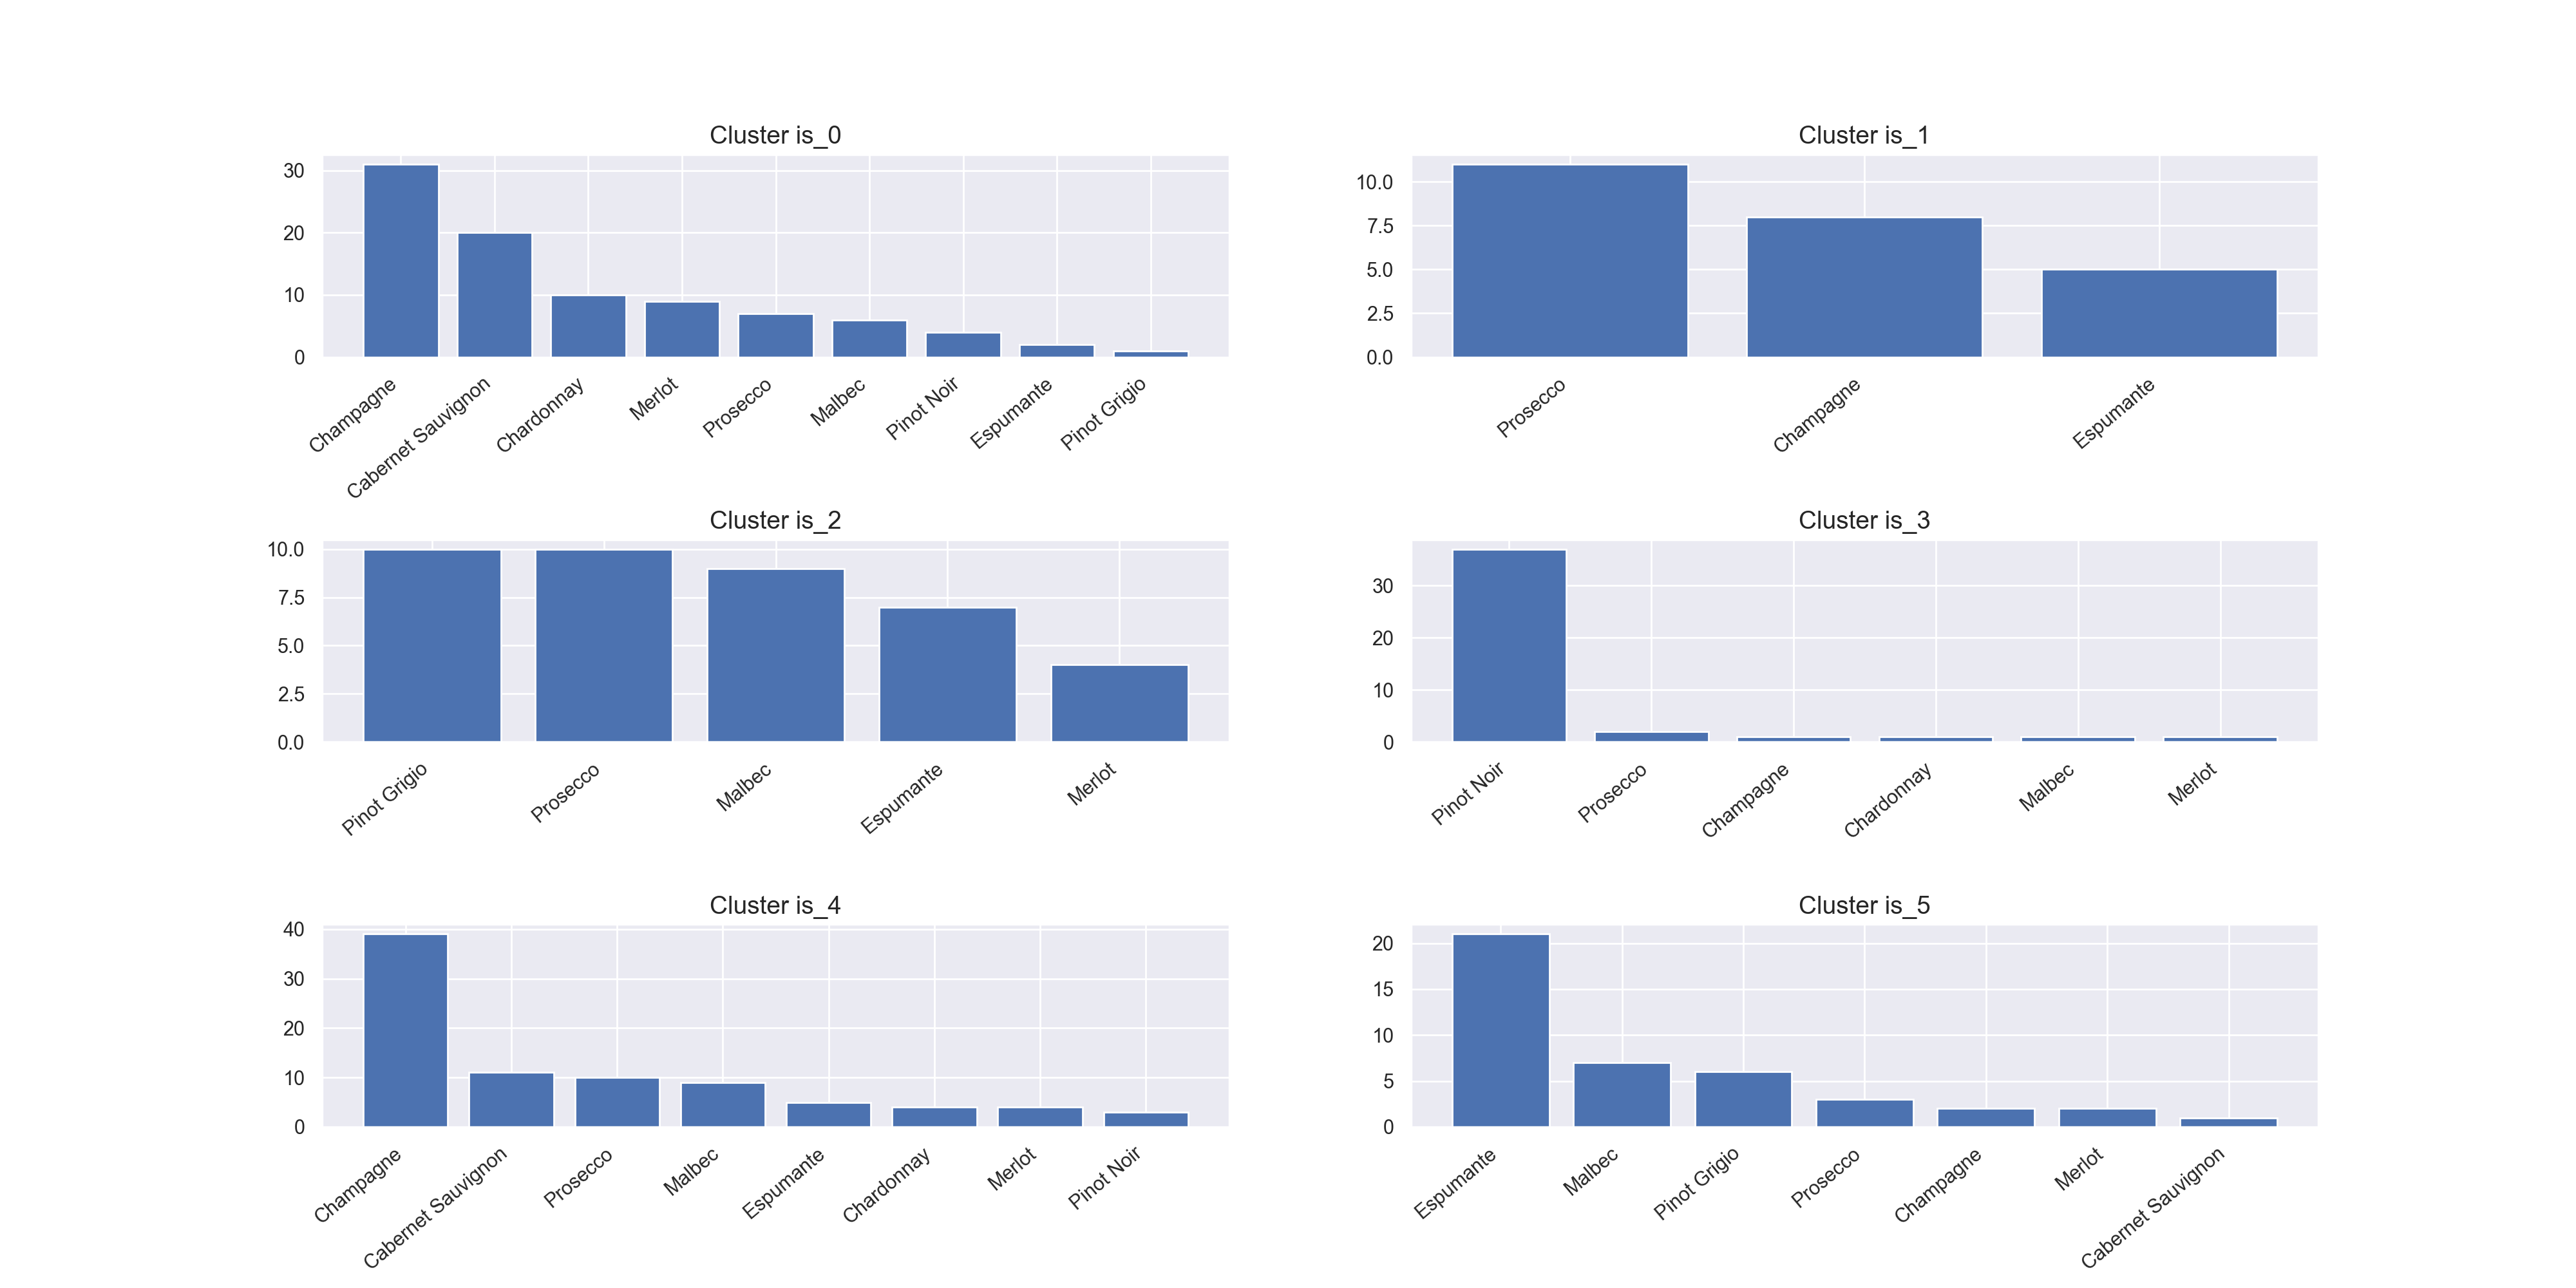 Cluster is_0
30
20
10
0
Champagne
Cabernet Sauvignon
Chardonnay
Merlot
Prosecco
Malbec
Pinot Noir
Espumante
Pinot Grigio
Cluster is_1
10.0
7.5
5.0
2.5
0.0
Prosecco
Champagne
Espumante
Cluster is_2
10.0
7.5
5.0
2.5
0.0
Pinot Grigio
Prosecco
Malbec
Espumante
Merlot
Cluster is_3
30
20
10
0
Pinot Noir
Prosecco
Champagne
Chardonnay
Malbec
Merlot
Cluster is_4
40
30
20
10
0
Champagne
Cabernet Sauvignon
Prosecco
Malbec
Espumante
Chardonnay
Merlot
Pinot Noir
Cluster is_5
20
15
10
5
0
Espumante
Malbec
Pinot Grigio
Prosecco
Champagne
Merlot
Cabernet Sauvignon